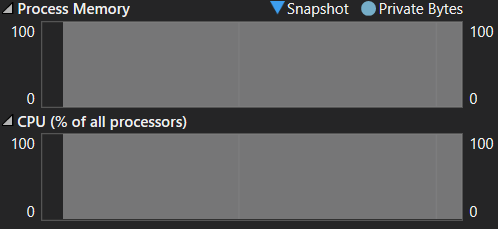 Process Memory Snapshot Private Bytes
100 100
0 0
CPU (% of all processors)
100 100
0 0